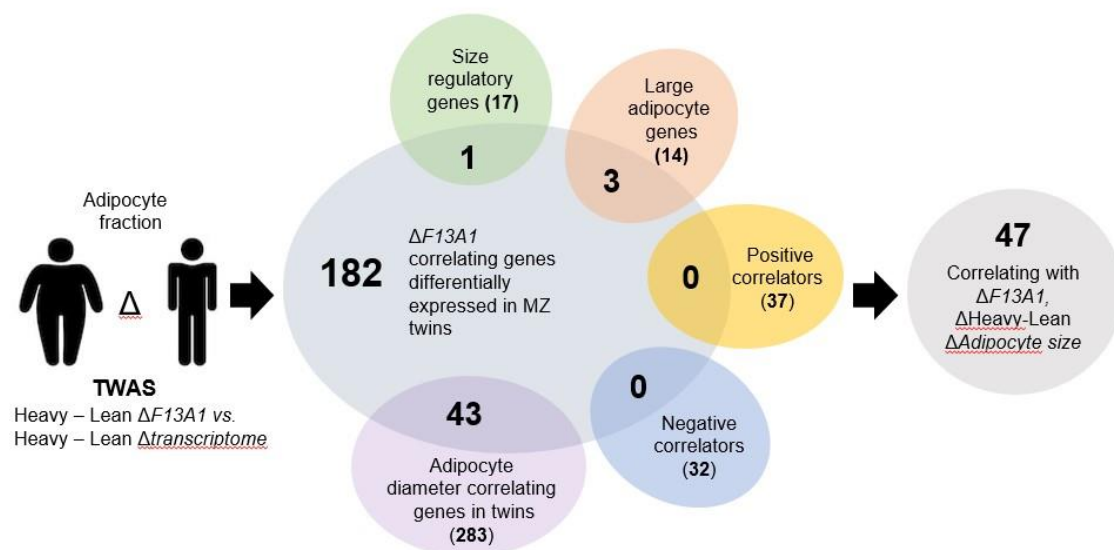 Adipocyte
fraction
Δ
TWAS
Heavy – Lean ΔF13A1 vs.
Heavy – Lean Δtranscriptome
Size
regulatory
genes (17)
1
Large
adipocyte
genes
(14)
3
182
ΔF13A1
correlating genes
differentially
expressed in MZ
twins
0
Positive
correlators
(37)
0
Negative
correlators
(32)
43
Adipocyte
diameter correlating
genes in twins
(283)
47
Correlating with
ΔF13A1,
ΔHeavy-Lean
ΔAdipocyte size